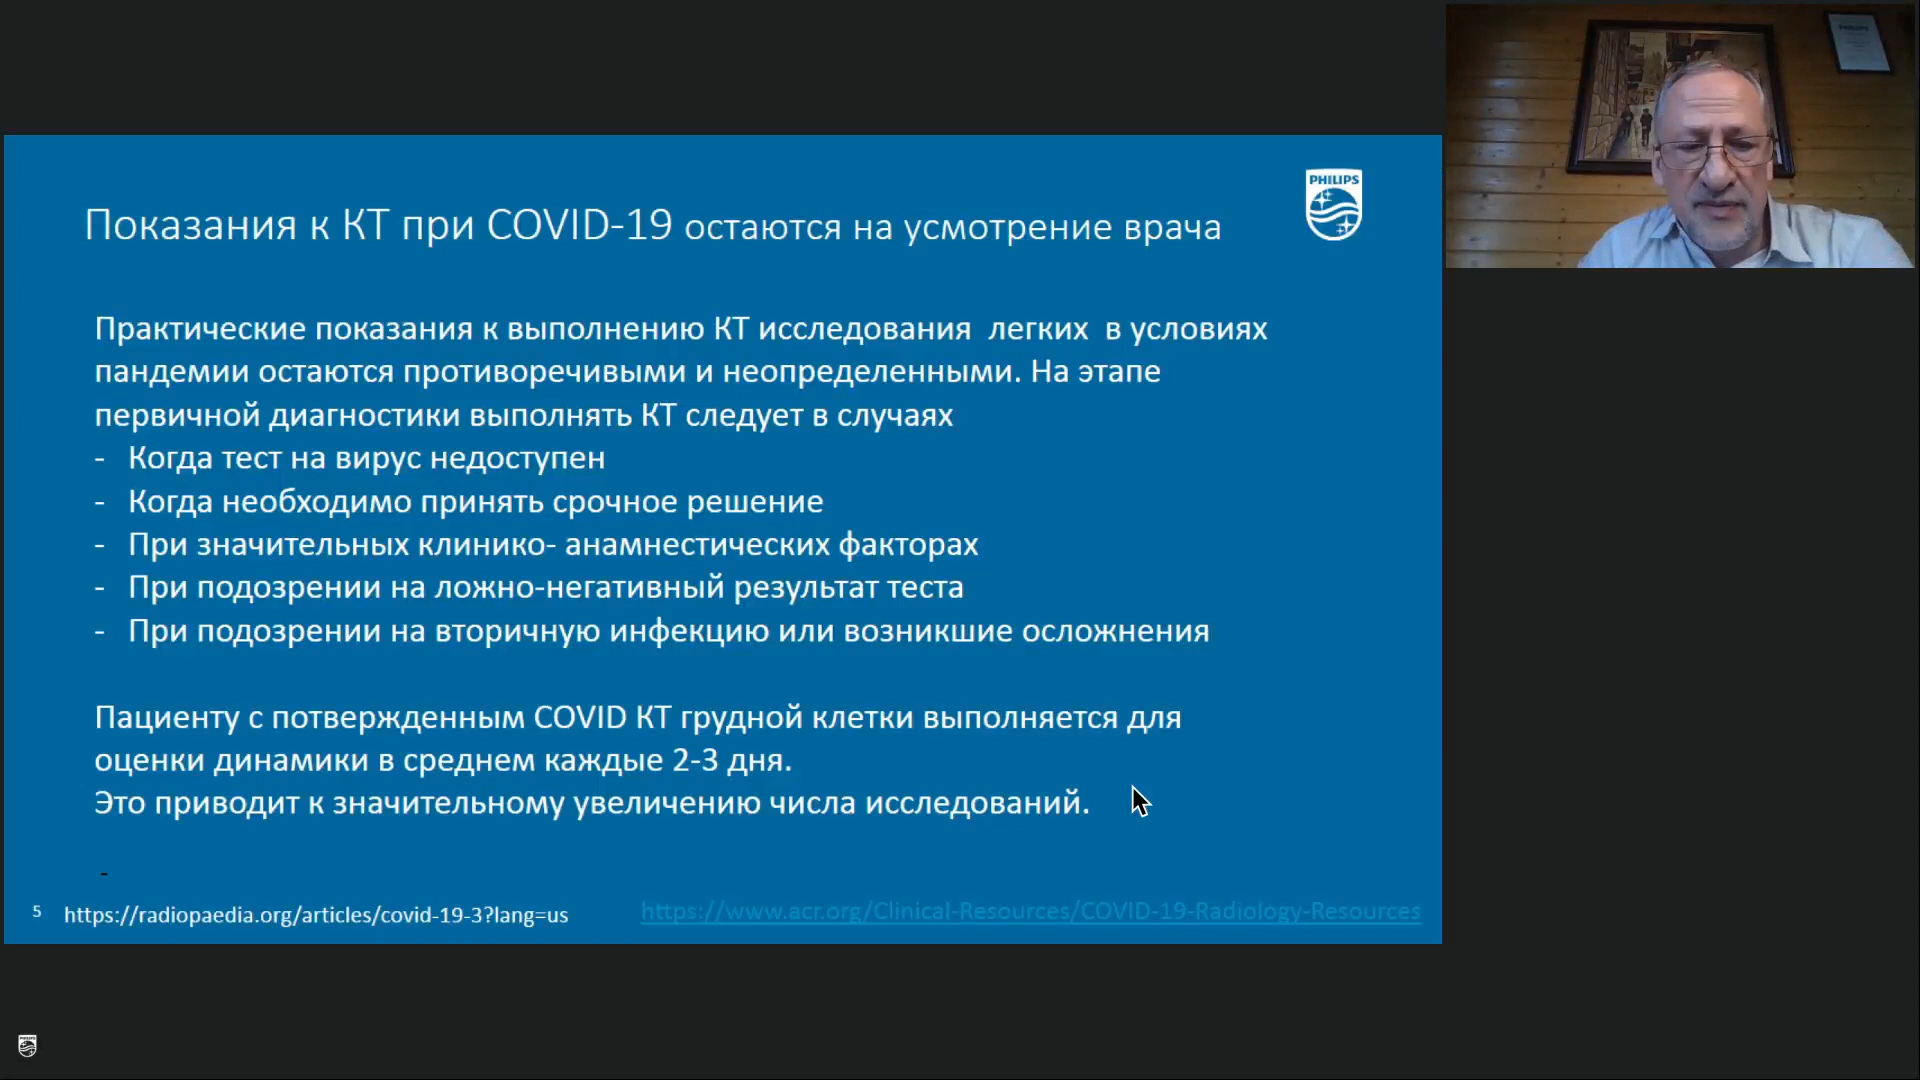 PHILIPS
Показания к КТ при COVID-19 остаются на усмотрение врача
Практические показания к выполнению КТ исследования легких в условиях
пандемии остаются противоречивыми и неопределенными. На этапе
первичной диагностики выполнять КТ следует в случаях
- Когда тест на вирус недоступен
- Когда необходимо принять срочное решение
- При значительных клинико- анамнестических факторах
- При подозрении на ложно-негативный результат теста
- При подозрении на вторичную инфекцию или возникшие осложнения
Пациенту с потвержденным COVID КТ грудной клетки выполняется для
оценки динамики в среднем каждые 2-3 дня.
Это приводит к значительному увеличению числа исследований.
-
5 https://radiopaedia.org/articles/covid-19-3?lang=us https://www.acr.org/Clinical-Resources/COVID-19-Radiology-Resources